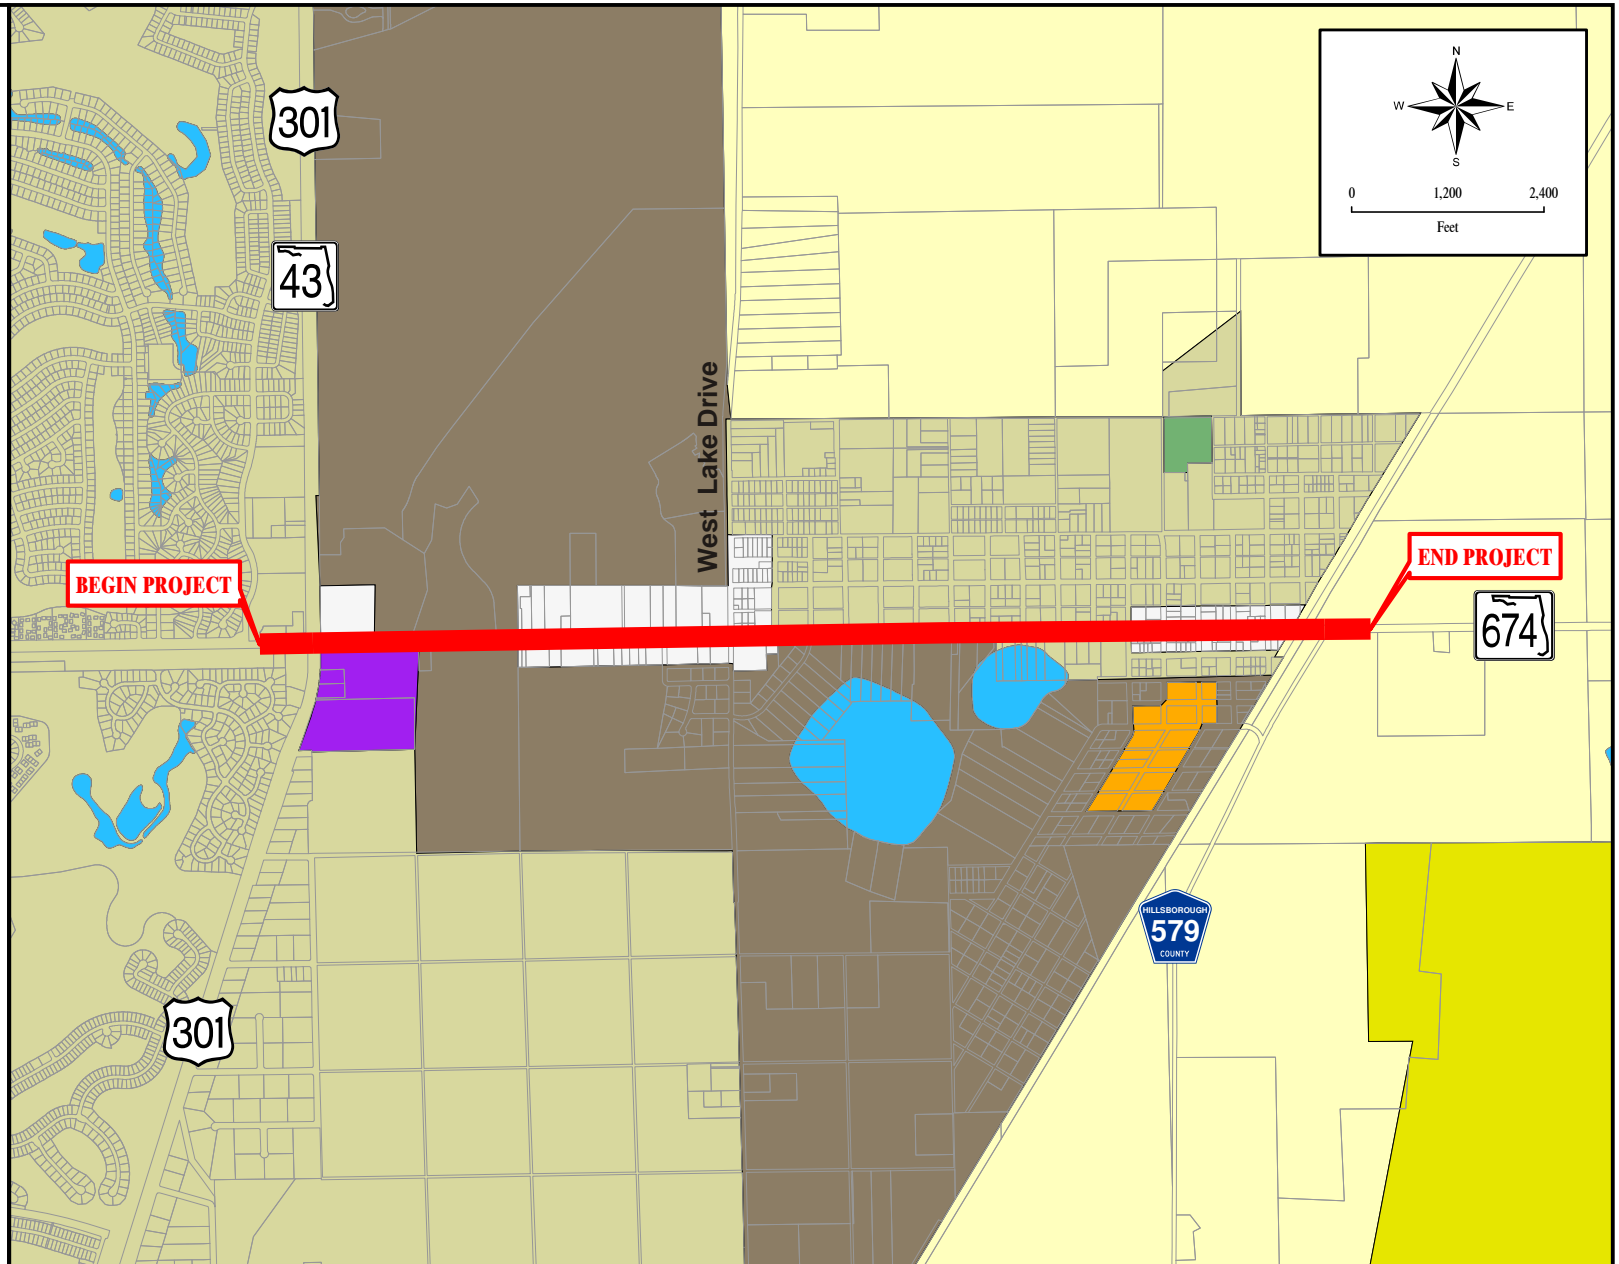 N
W E
S
0 1,200 2,400
Feet
301
43
West Lake Drive
BEGIN PROJECT
END PROJECT
674
HILLSBOROUGH
579
COUNTY
301